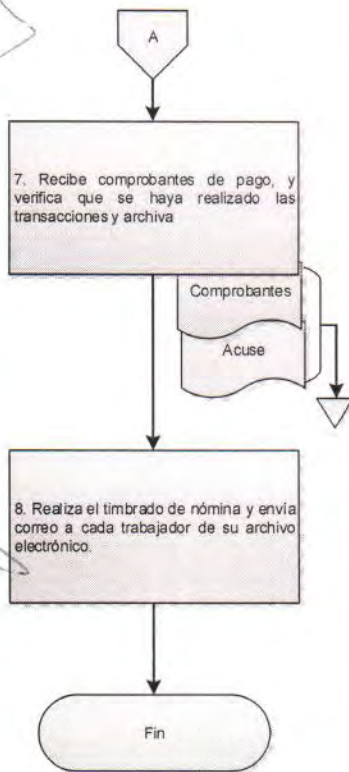 A
7. Recibe comprobantes de pago, y
verifica que se haya realizado las
transacciones y archiva
Comprobantes
Acuse
8. Realiza el timbrado de nómina y envía
correo a cada trabajador de su archivo
electrónico.
Fin